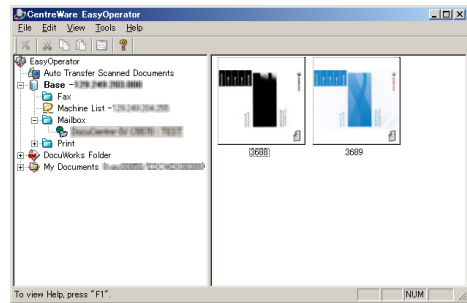 CentreWare EasyOperator
File Edit View Tools Help
EasyOperator
Auto Transfer Scanned Documents
Base -
Fax
Machine List -
Mailbox
Print
DocuWorks Folder
My Documents
3688
3689
To view Help, press "F1".
NUM